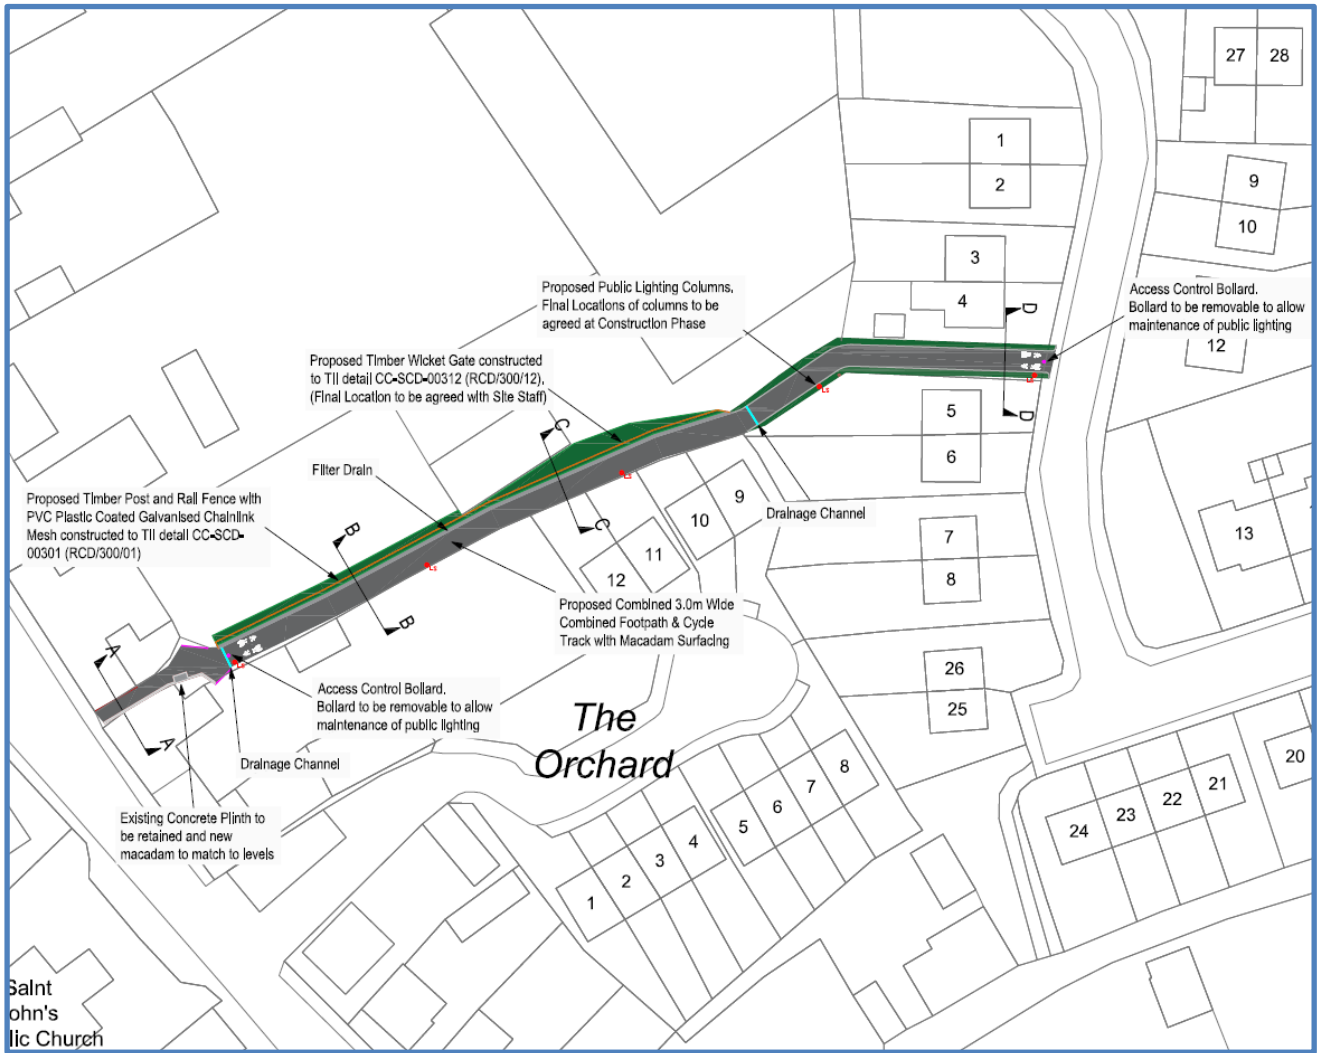 27 28
1
2
9
10
3
4
12
Proposed Public Lighting Columns.
Final Locations of columns to be
agreed at Construction Phase
Access Control Bollard.
Bollard to be removable to allow
maintenance of public lighting
D
D
Ls
Ls
Proposed Timber Wicket Gate constructed
to TII detail CC-SCD-00312 (RCD/300/12).
(Final Location to be agreed with Site Staff)
C
C
Ls
5
6
Filter Drain
Proposed Timber Post and Rail Fence with
PVC Plastic Coated Galvanised Chainlink
Mesh constructed to TII detail CC-SCD-
00301 (RCD/300/01)
B
B
Ls
9
10
11
12
Drainage Channel
7
8
13
Proposed Combined 3.0m Wide
Combined Footpath & Cycle
Track with Macadam Surfacing
A
A
Ls
Access Control Bollard.
Bollard to be removable to allow
maintenance of public lighting
Drainage Channel
Existing Concrete Plinth to
be retained and new
macadam to match to levels
The
Orchard
26
25
1
2
3
4
5
6
7
8
24
23
22
21
20
Saint
ohn's
lic Church